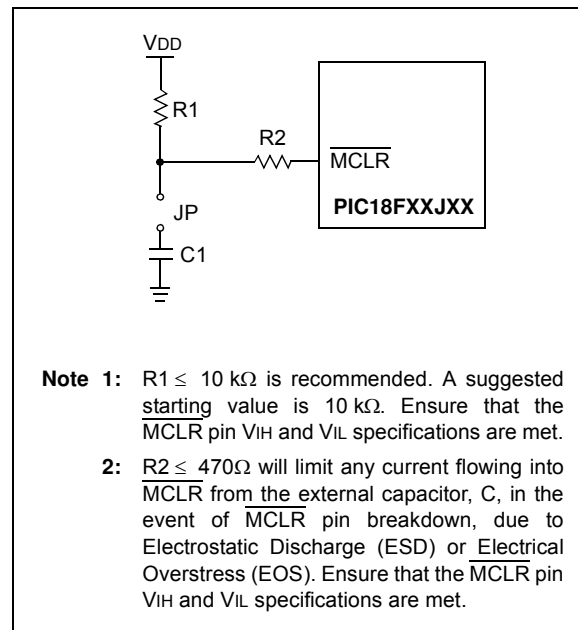 VDD
R1
R2
MCLR
PIC18FXXJXX
JP
C1
Note 1: R1 ≤ 10 kΩ is recommended. A suggested
starting value is 10 kΩ. Ensure that the
MCLR pin VIH and VIL specifications are met.
2: R2 ≤ 470Ω will limit any current flowing into
MCLR from the external capacitor, C, in the
event of MCLR pin breakdown, due to
Electrostatic Discharge (ESD) or Electrical
Overstress (EOS). Ensure that the MCLR pin
VIH and VIL specifications are met.